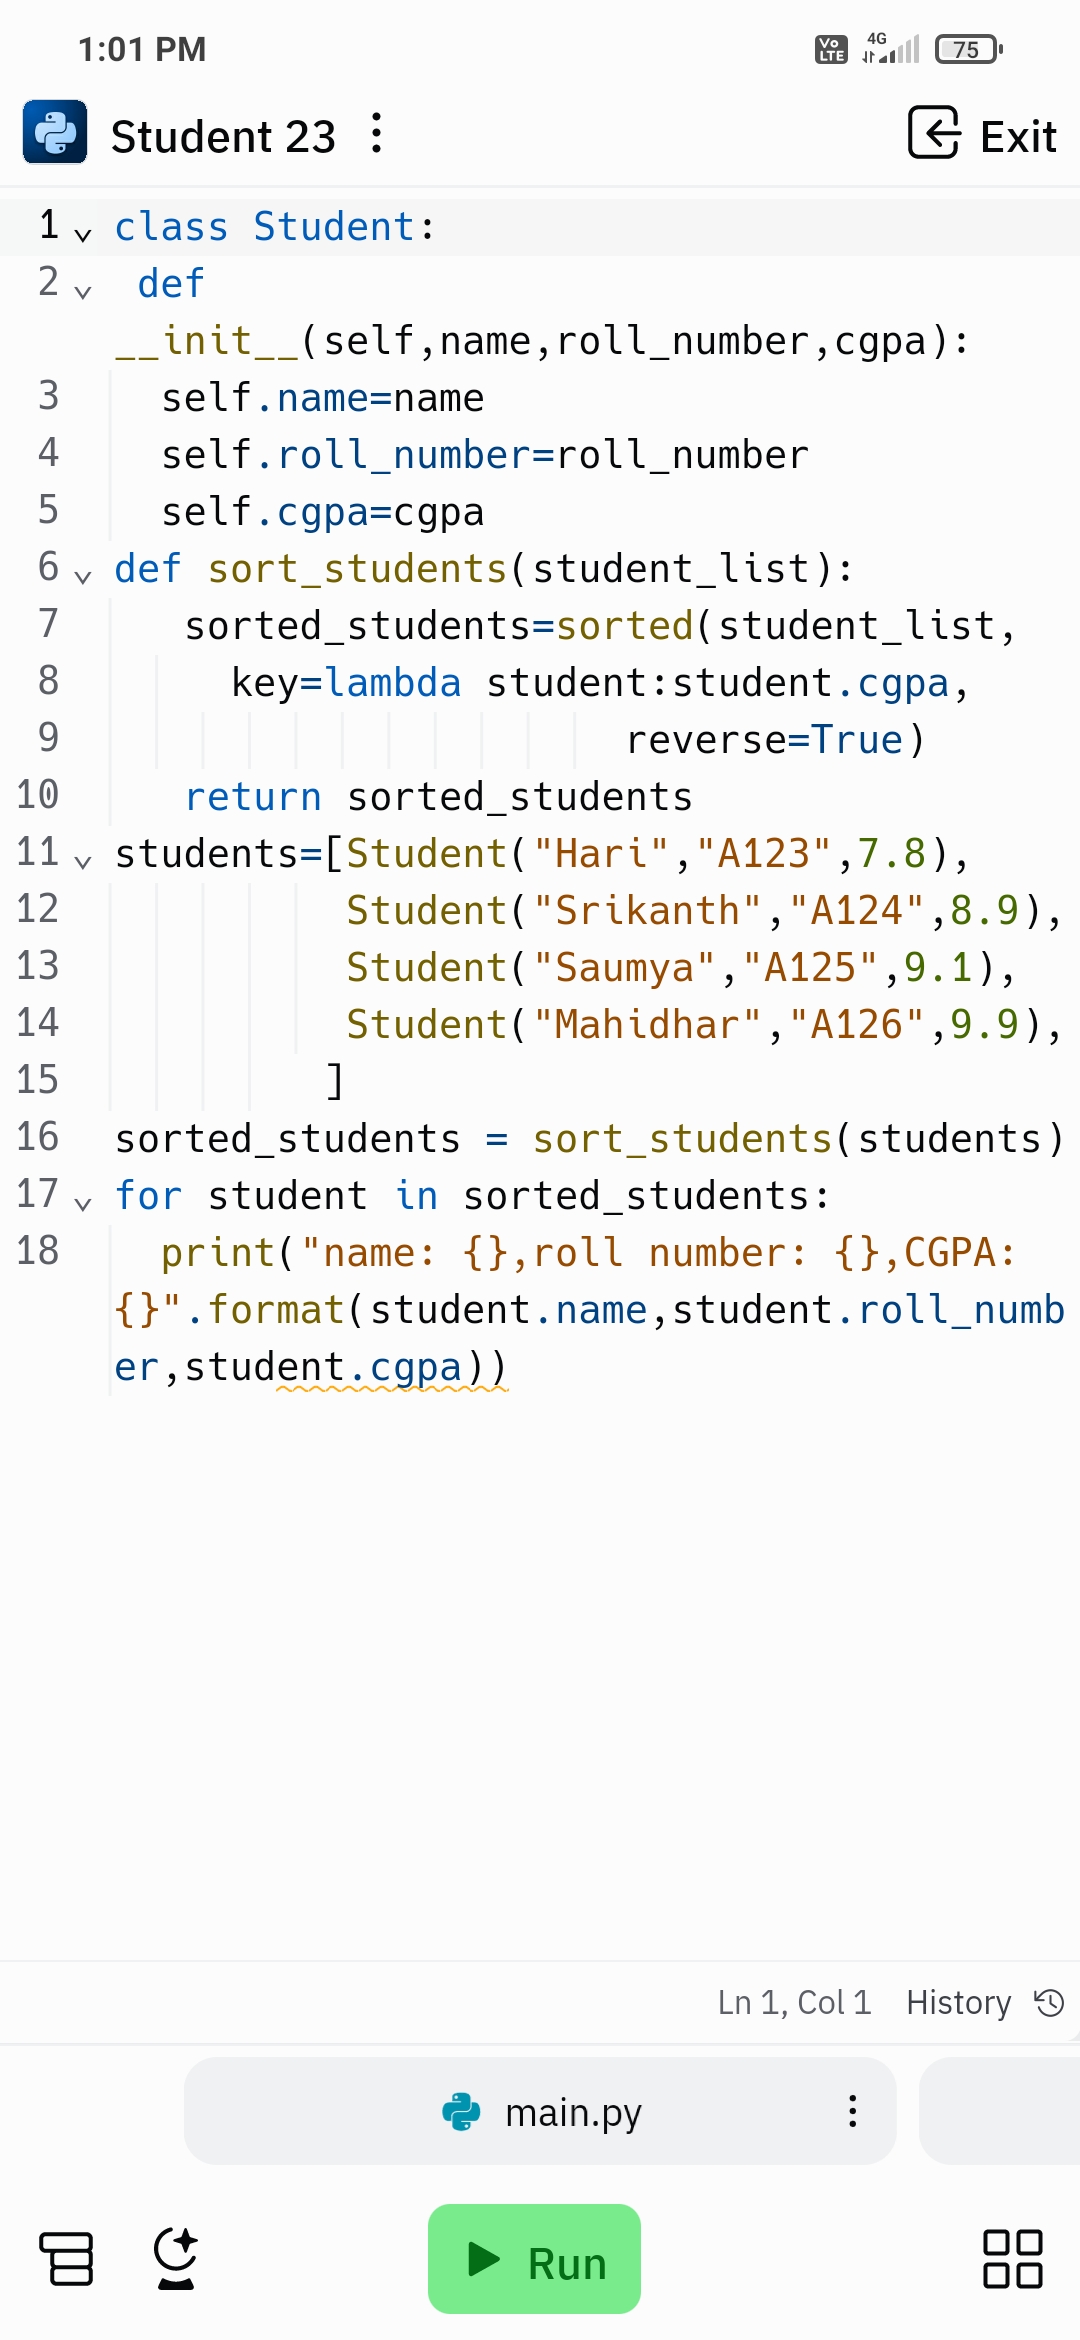 1:01 PM
Vo LTE 4G 75
Student 23 Exit
1 class Student:
2  def
__init__(self,name,roll_number,cgpa):
3   self.name=name
4   self.roll_number=roll_number
5   self.cgpa=cgpa
6 def sort_students(student_list):
7    sorted_students=sorted(student_list,
8      key=lambda student:student.cgpa,
9                       reverse=True)
10    return sorted_students
11 students=[Student("Hari","A123",7.8),
12           Student("Srikanth","A124",8.9),
13           Student("Saumya","A125",9.1),
14           Student("Mahidhar","A126",9.9),
15          ]
16 sorted_students = sort_students(students)
17 for student in sorted_students:
18   print("name: {},roll number: {},CGPA:
{}".format(student.name,student.roll_numb
er,student.cgpa))
Ln 1, Col 1 History
main.py
Run